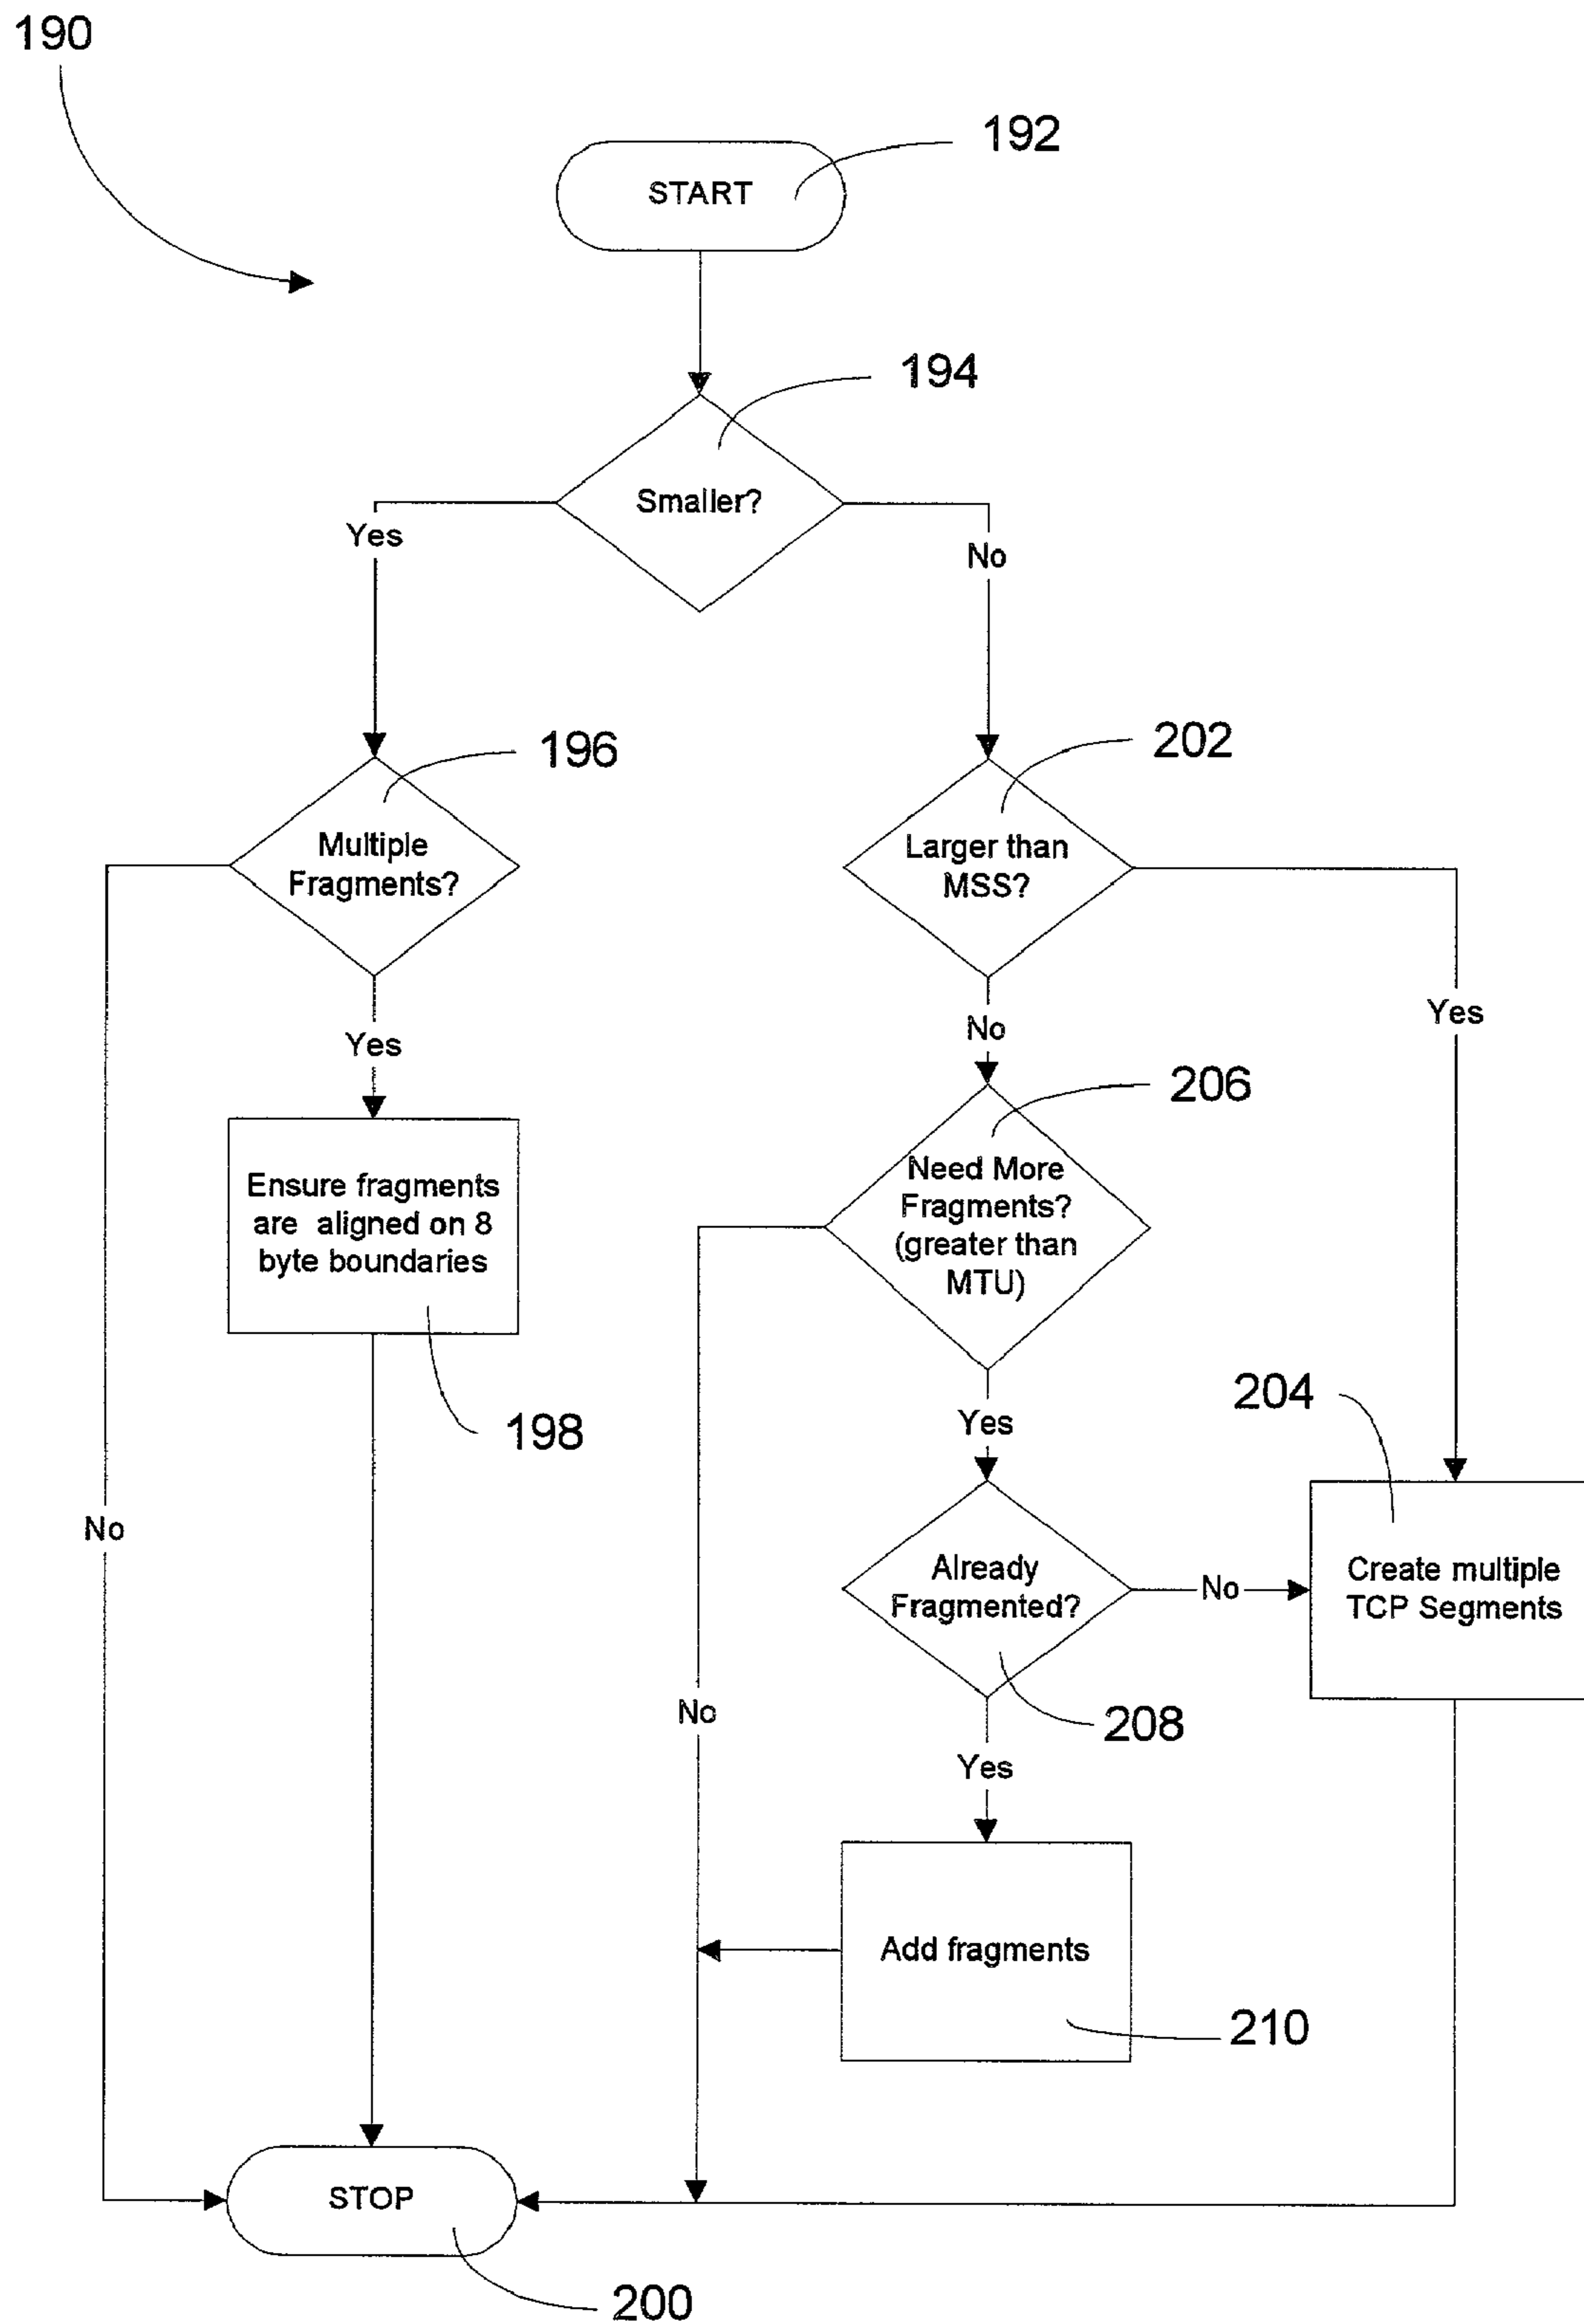 190
192
START
194
Smaller?
Yes
No
196
202
Multiple
Fragments?
Larger than
MSS?
Yes
No
Yes
206
Need More
Fragments?
(greater than
MTU)
Ensure fragments
are aligned on 8
byte boundaries
198
Yes
204
No
Already
Fragmented?
No
Create multiple
TCP Segments
No
208
Yes
Add fragments
210
STOP
200